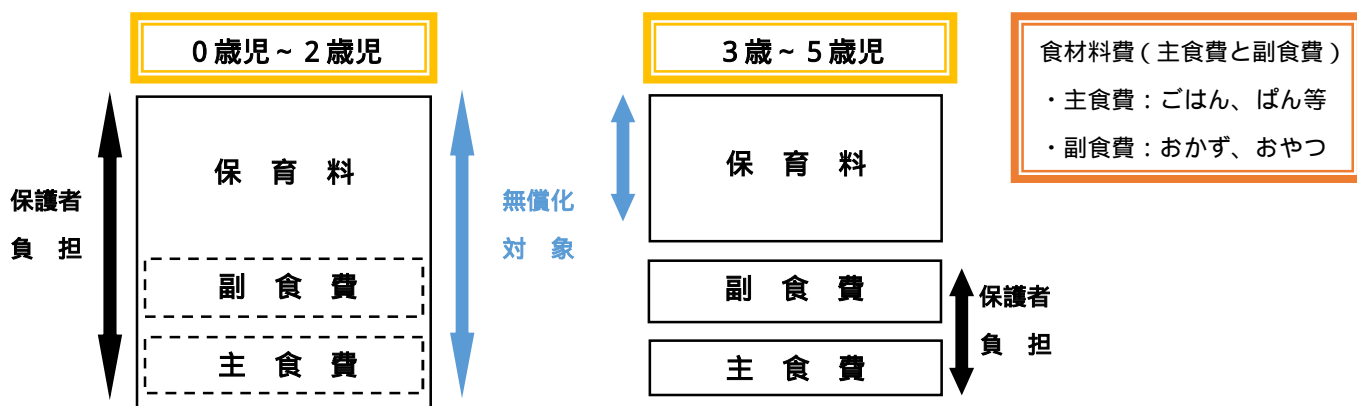 ０歳児～２歳児
保護者
負　担
保　育　料
副　食　費
主　食　費
無償化
対　象
３歳～５歳児
保　育　料
副　食　費
主　食　費
保護者
負　担
食材料費（主食費と副食費）
・主食費：ごはん、ぱん等
・副食費：おかず、おやつ